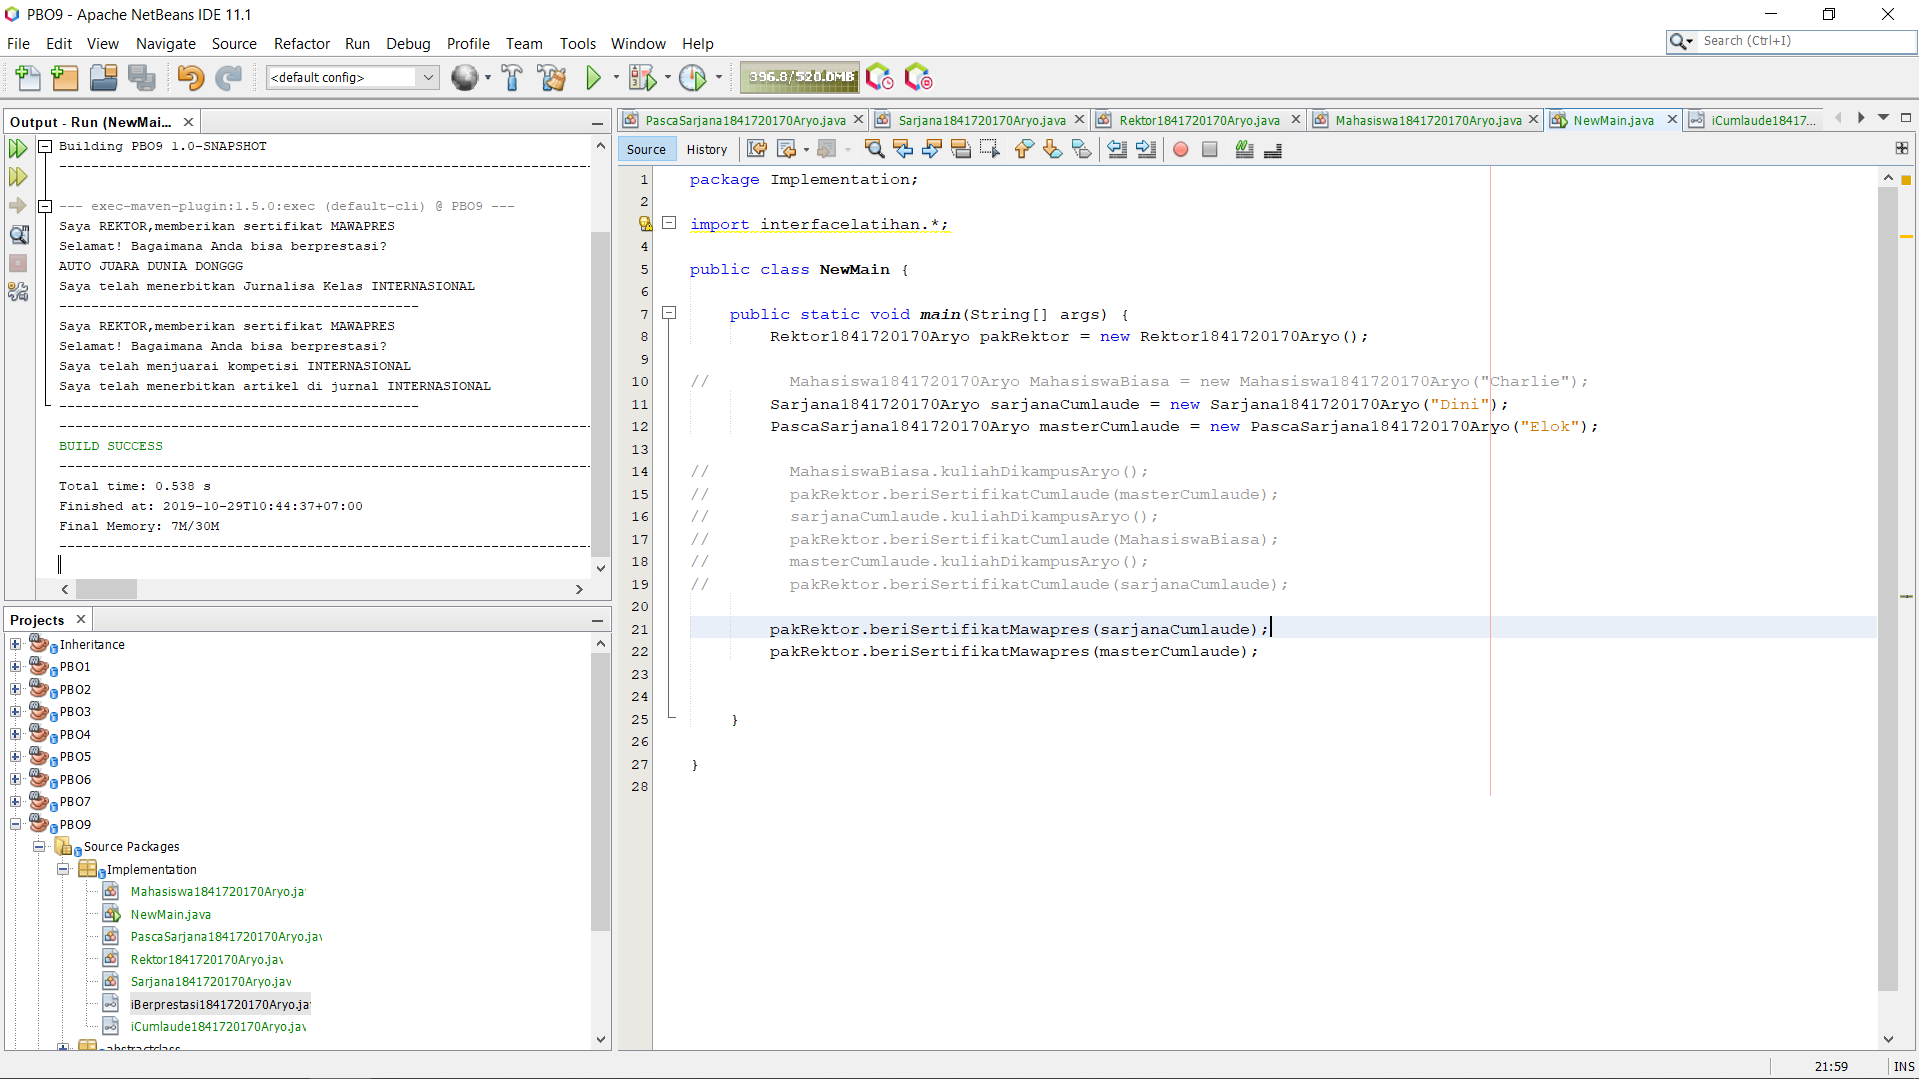 PBO9 - Apache NetBeans IDE 11.1
File Edit View Navigate Source Refactor Run Debug Profile Team Tools Window Help
Search (Ctrl+I)
<default config>
396.8/520.0MB
Output - Run (NewMai...
Building PBO9 1.0-SNAPSHOT
------------------------------------------------------------------------
--- exec-maven-plugin:1.5.0:exec (default-cli) @ PBO9 ---
Saya REKTOR,memberikan sertifikat MAWAPRES
Selamat! Bagaimana Anda bisa berprestasi?
AUTO JUARA DUNIA DONGGG
Saya telah menerbitkan Jurnalisa Kelas INTERNASIONAL
---------------------------------------------
Saya REKTOR,memberikan sertifikat MAWAPRES
Selamat! Bagaimana Anda bisa berprestasi?
Saya telah menjuarai kompetisi INTERNASIONAL
Saya telah menerbitkan artikel di jurnal INTERNASIONAL
---------------------------------------------
------------------------------------------------------------------------
BUILD SUCCESS
------------------------------------------------------------------------
Total time: 0.538 s
Finished at: 2019-10-29T10:44:37+07:00
Final Memory: 7M/30M
------------------------------------------------------------------------
Projects
Inheritance
PBO1
PBO2
PBO3
PBO4
PBO5
PBO6
PBO7
PBO9
Source Packages
Implementation
Mahasiswa1841720170Aryo.ja
NewMain.java
PascaSarjana1841720170Aryo.jav
Rektor1841720170Aryo.jav
Sarjana1841720170Aryo.jav
iBerprestasi1841720170Aryo.ja
iCumlaude1841720170Aryo.jav
abstractclass
PascaSarjana1841720170Aryo.java Sarjana1841720170Aryo.java Rektor1841720170Aryo.java Mahasiswa1841720170Aryo.java NewMain.java iCumlaude18417...
Source History
1 package Implementation;
2
import interfacelatihan.*;
4
5 public class NewMain {
6
7 public static void main(String[] args) {
8 Rektor1841720170Aryo pakRektor = new Rektor1841720170Aryo();
9
10 // Mahasiswa1841720170Aryo MahasiswaBiasa = new Mahasiswa1841720170Aryo("Charlie");
11 Sarjana1841720170Aryo sarjanaCumlaude = new Sarjana1841720170Aryo("Dini");
12 PascaSarjana1841720170Aryo masterCumlaude = new PascaSarjana1841720170Aryo("Elok");
13
14 // MahasiswaBiasa.kuliahDikampusAryo();
15 // pakRektor.beriSertifikatCumlaude(masterCumlaude);
16 // sarjanaCumlaude.kuliahDikampusAryo();
17 // pakRektor.beriSertifikatCumlaude(MahasiswaBiasa);
18 // masterCumlaude.kuliahDikampusAryo();
19 // pakRektor.beriSertifikatCumlaude(sarjanaCumlaude);
20
21 pakRektor.beriSertifikatMawapres(sarjanaCumlaude);
22 pakRektor.beriSertifikatMawapres(masterCumlaude);
23
24
25 }
26
27 }
28
21:59 INS